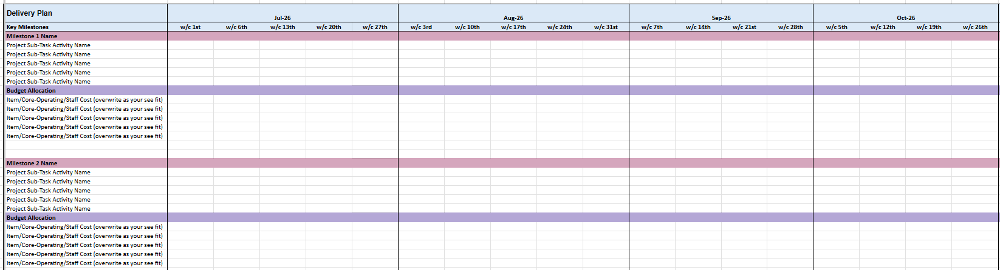 Delivery Plan
Jul-26 Aug-26 Sep-26 Oct-26
Key Milestones w/c 1st w/c 6th w/c 13th w/c 20th w/c 27th w/c 3rd w/c 10th w/c 17th w/c 24th w/c 31st w/c 7th w/c 14th w/c 21st w/c 28th w/c 5th w/c 12th w/c 19th w/c 26th
Milestone 1 Name
Project Sub-Task Activity Name
Project Sub-Task Activity Name
Project Sub-Task Activity Name
Project Sub-Task Activity Name
Project Sub-Task Activity Name
Budget Allocation
Item/Core-Operating/Staff Cost (overwrite as your see fit)
Item/Core-Operating/Staff Cost (overwrite as your see fit)
Item/Core-Operating/Staff Cost (overwrite as your see fit)
Item/Core-Operating/Staff Cost (overwrite as your see fit)
Item/Core-Operating/Staff Cost (overwrite as your see fit)
Milestone 2 Name
Project Sub-Task Activity Name
Project Sub-Task Activity Name
Project Sub-Task Activity Name
Project Sub-Task Activity Name
Project Sub-Task Activity Name
Budget Allocation
Item/Core-Operating/Staff Cost (overwrite as your see fit)
Item/Core-Operating/Staff Cost (overwrite as your see fit)
Item/Core-Operating/Staff Cost (overwrite as your see fit)
Item/Core-Operating/Staff Cost (overwrite as your see fit)
Item/Core-Operating/Staff Cost (overwrite as your see fit)